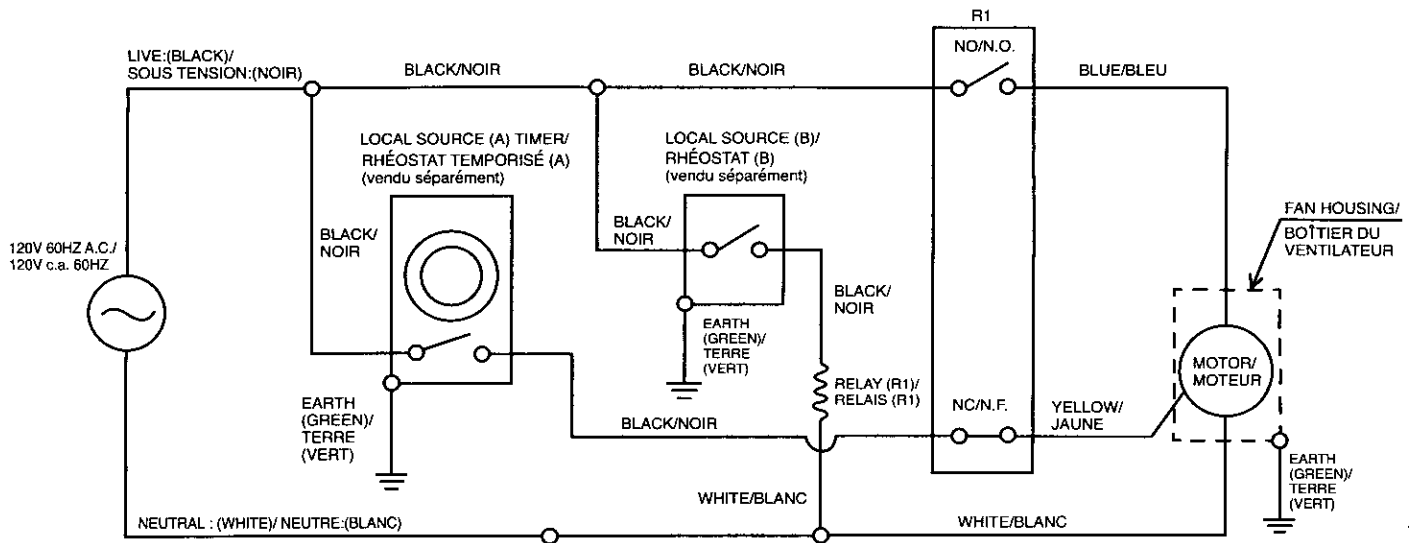 R1
LIVE:(BLACK)/
SOUS TENSION:(NOIR)
BLACK/NOIR
BLACK/NOIR
NO/N.O.
BLUE/BLEU
LOCAL SOURCE (A) TIMER/
RHÉOSTAT TEMPORISÉ (A)
(vendu séparément)
LOCAL SOURCE (B)/
RHÉOSTAT (B)
(vendu séparément)
FAN HOUSING/
BOÎTIER DU
VENTILATEUR
120V 60HZ A.C./
120V c.a. 60HZ
BLACK/
NOIR
BLACK/
NOIR
BLACK/
NOIR
EARTH
(GREEN)/
TERRE
(VERT)
MOTOR/
MOTEUR
RELAY (R1)/
RELAIS (R1)
EARTH
(GREEN)/
TERRE
(VERT)
BLACK/NOIR
NC/N.F.
YELLOW/
JAUNE
EARTH
(GREEN)/
TERRE
(VERT)
WHITE/BLANC
NEUTRAL : (WHITE)/ NEUTRE:(BLANC)
WHITE/BLANC